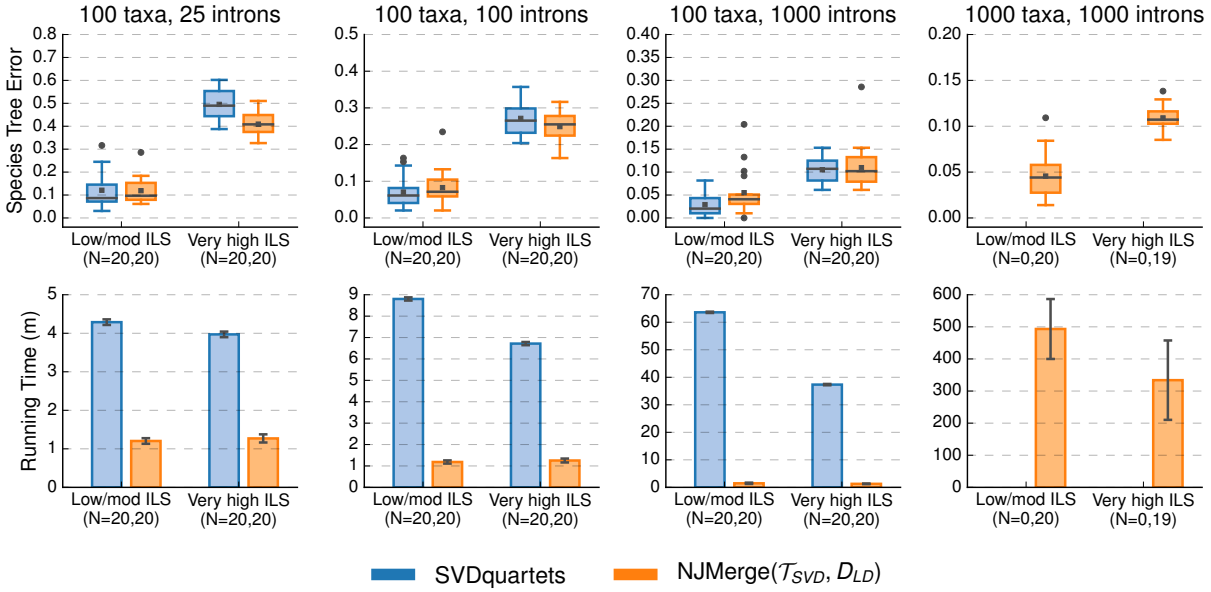 100 taxa, 25 introns
100 taxa, 100 introns
100 taxa, 1000 introns
1000 taxa, 1000 introns
Species Tree Error
0.8
0.7
0.6
0.5
0.4
0.3
0.2
0.1
0.0
Low/mod ILS
(N=20,20)
Very high ILS
(N=20,20)
0.5
0.4
0.3
0.2
0.1
0.0
Low/mod ILS
(N=20,20)
Very high ILS
(N=20,20)
0.40
0.35
0.30
0.25
0.20
0.15
0.10
0.05
0.00
Low/mod ILS
(N=20,20)
Very high ILS
(N=20,20)
0.20
0.15
0.10
0.05
0.00
Low/mod ILS
(N=0,20)
Very high ILS
(N=0,19)
Running Time (m)
5
4
3
2
1
0
Low/mod ILS
(N=20,20)
Very high ILS
(N=20,20)
9
8
7
6
5
4
3
2
1
0
Low/mod ILS
(N=20,20)
Very high ILS
(N=20,20)
70
60
50
40
30
20
10
0
Low/mod ILS
(N=20,20)
Very high ILS
(N=20,20)
600
500
400
300
200
100
0
Low/mod ILS
(N=0,20)
Very high ILS
(N=0,19)
SVDquartets
NJMerge(𝒯_SVD, D_LD)